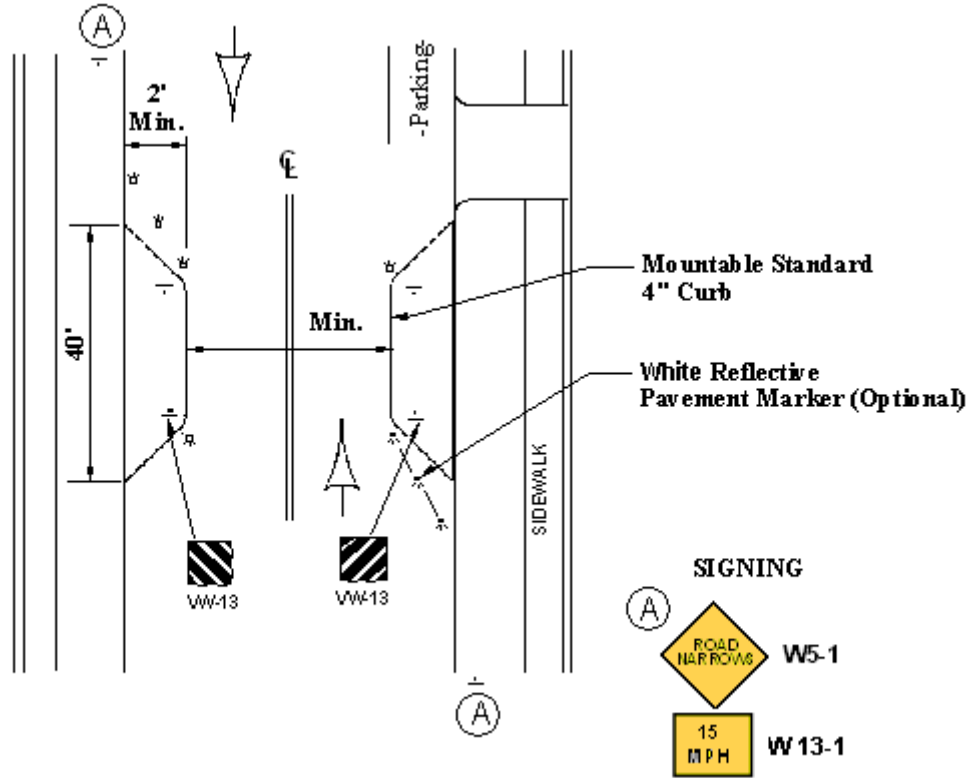 A
2'
Min.
-Parking-
℄
Mountable Standard
4" Curb
Min.
40'
White Reflective
Pavement Marker (Optional)
SIDEWALK
VW-13
VW-13
SIGNING
A
ROAD
NARROWS
W5-1
A
15
MPH
W 13-1